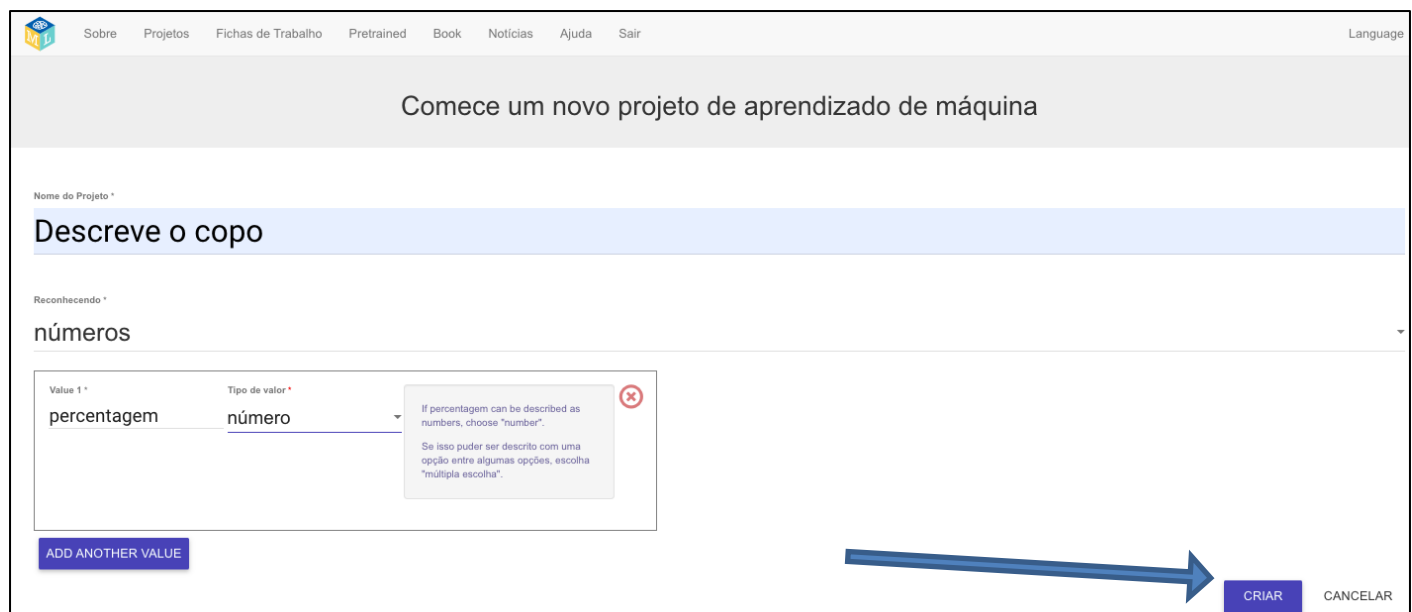 ML
Sobre Projetos Fichas de Trabalho Pretrained Book Notícias Ajuda Sair Language
Comece um novo projeto de aprendizado de máquina
Nome do Projeto *
Descreve o copo
Reconhecendo *
números
Value 1 * Tipo de valor *
percentagem número
If percentagem can be described as
numbers, choose "number".
Se isso puder ser descrito com uma
opção entre algumas opções, escolha
"múltipla escolha".
ADD ANOTHER VALUE
CRIAR CANCELAR